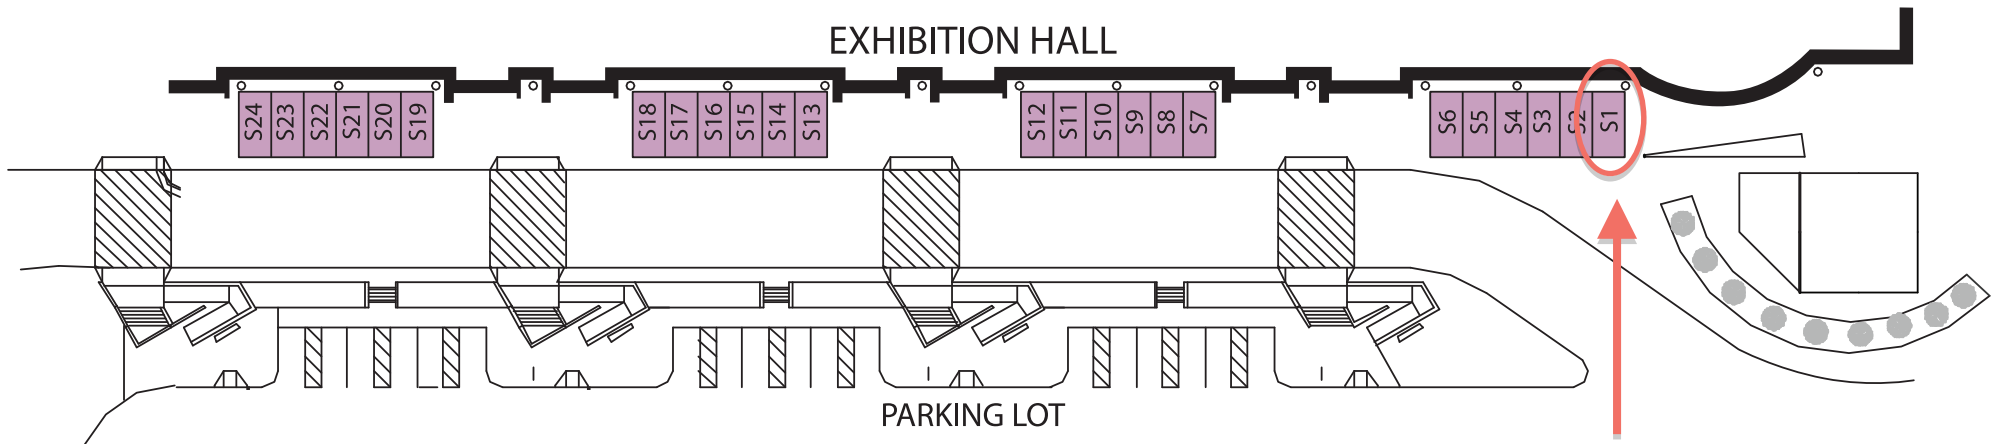 EXHIBITION HALL
S24 S23 S22 S21 S20 S19 S18 S17 S16 S15 S14 S13 S12 S11 S10 S9 S8 S7 S6 S5 S4 S3 S2 S1
PARKING LOT